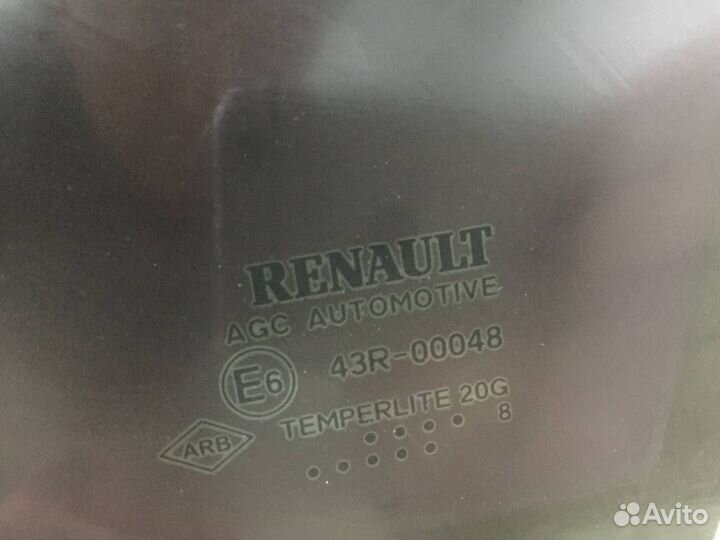 RENAULT
AGC AUTOMOTIVE
E6 43R-00048
ARB TEMPERLITE 20G
8
Avito